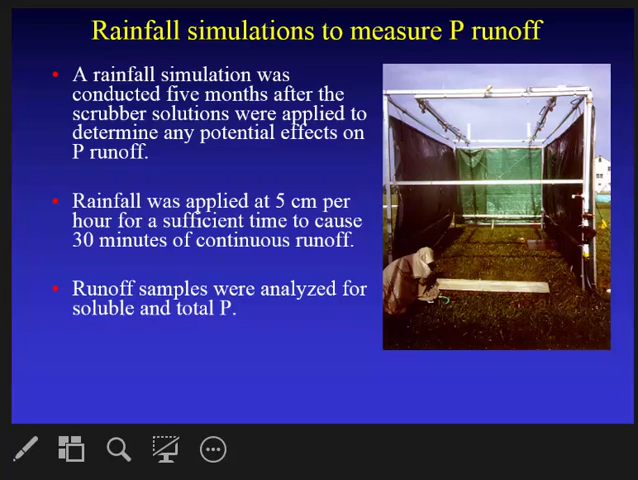 Rainfall simulations to measure P runoff
• A rainfall simulation was
conducted five months after the
scrubber solutions were applied to
determine any potential effects on
P runoff.
• Rainfall was applied at 5 cm per
hour for a sufficient time to cause
30 minutes of continuous runoff.
• Runoff samples were analyzed for
soluble and total P.